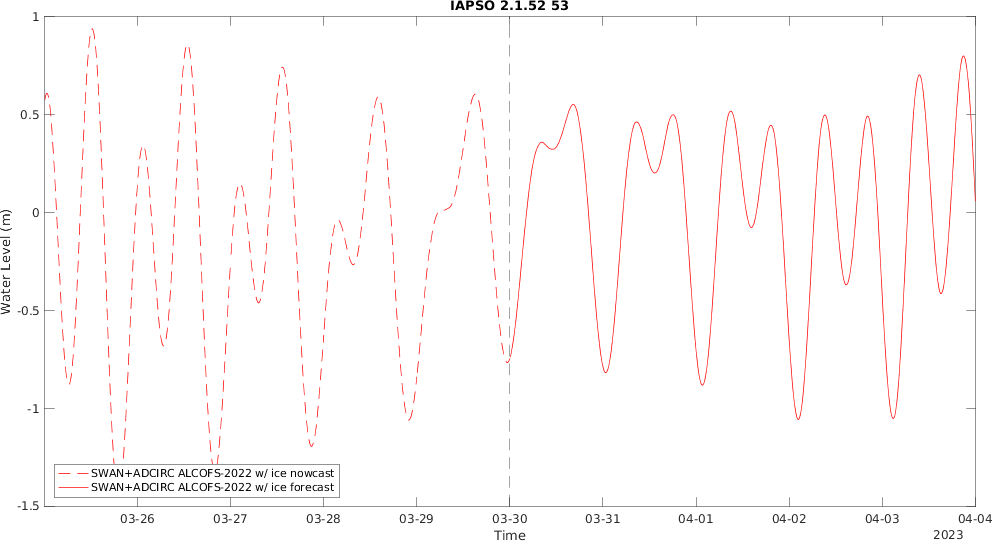 IAPSO 2.1.52 53
1
0.5
0
-0.5
-1
-1.5
Water Level (m)
SWAN+ADCIRC ALCOFS-2022 w/ ice nowcast
SWAN+ADCIRC ALCOFS-2022 w/ ice forecast
03-26 03-27 03-28 03-29 03-30 03-31 04-01 04-02 04-03 04-04
Time
2023